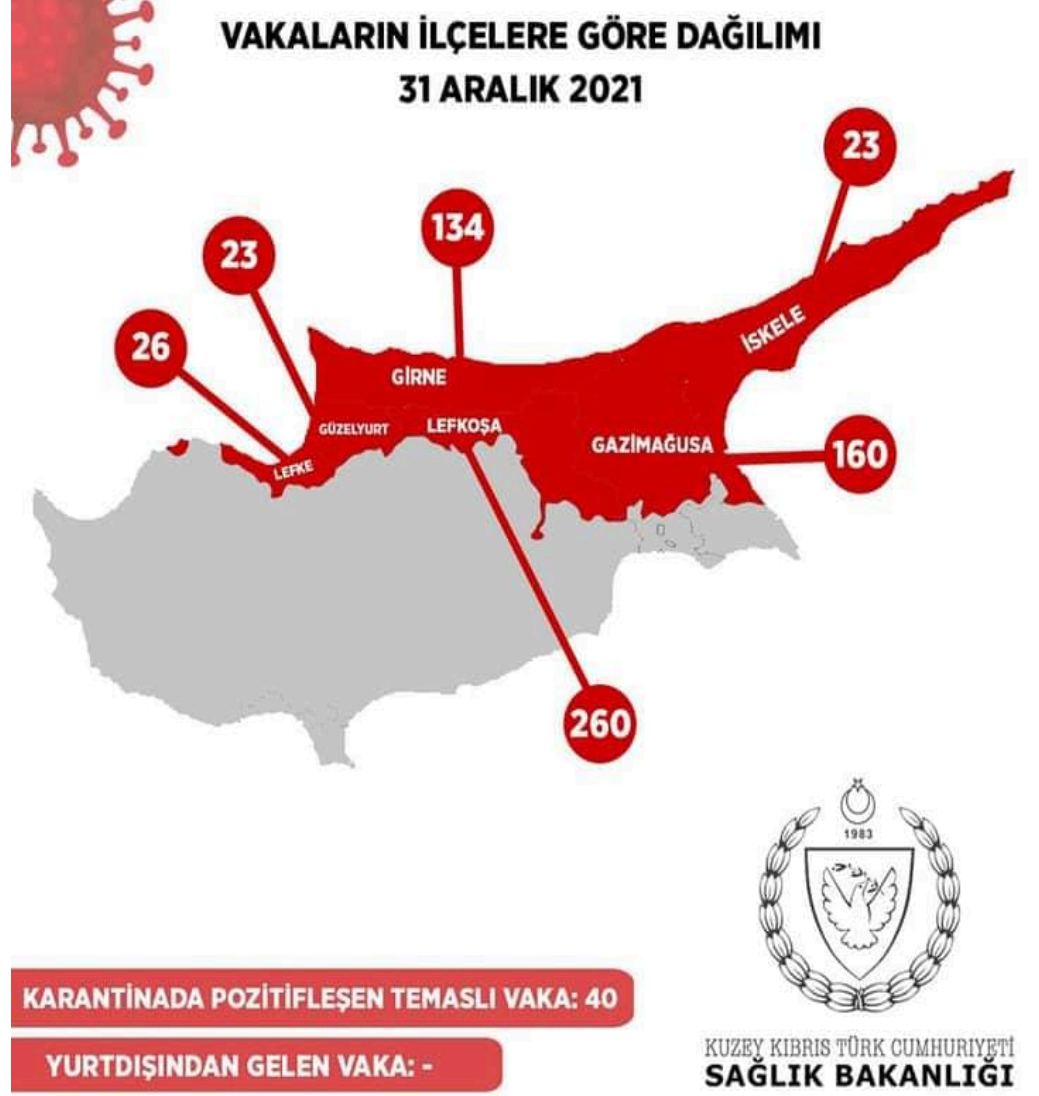 VAKALARIN İLÇELERE GÖRE DAĞILIMI
31 ARALIK 2021
23
134
23
26
İSKELE
GİRNE
GÜZELYURT
LEFKOŞA
GAZİMAĞUSA
160
LEFKE
260
1983
KARANTİNADA POZİTİFLEŞEN TEMASLI VAKA: 40
YURTDIŞINDAN GELEN VAKA: -
KUZEY KIBRIS TÜRK CUMHURİYETİ
SAĞLIK BAKANLIĞI